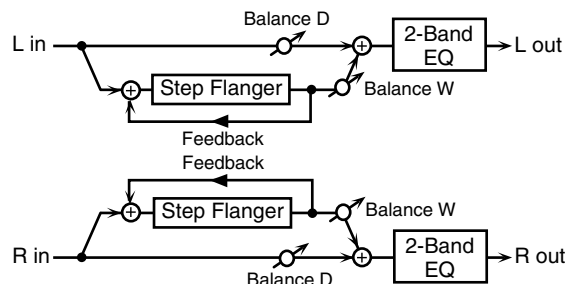 Balance D
L in
2-Band
EQ
L out
Step Flanger
Balance W
Feedback
Feedback
Step Flanger
Balance W
R in
2-Band
EQ
R out
Balance D